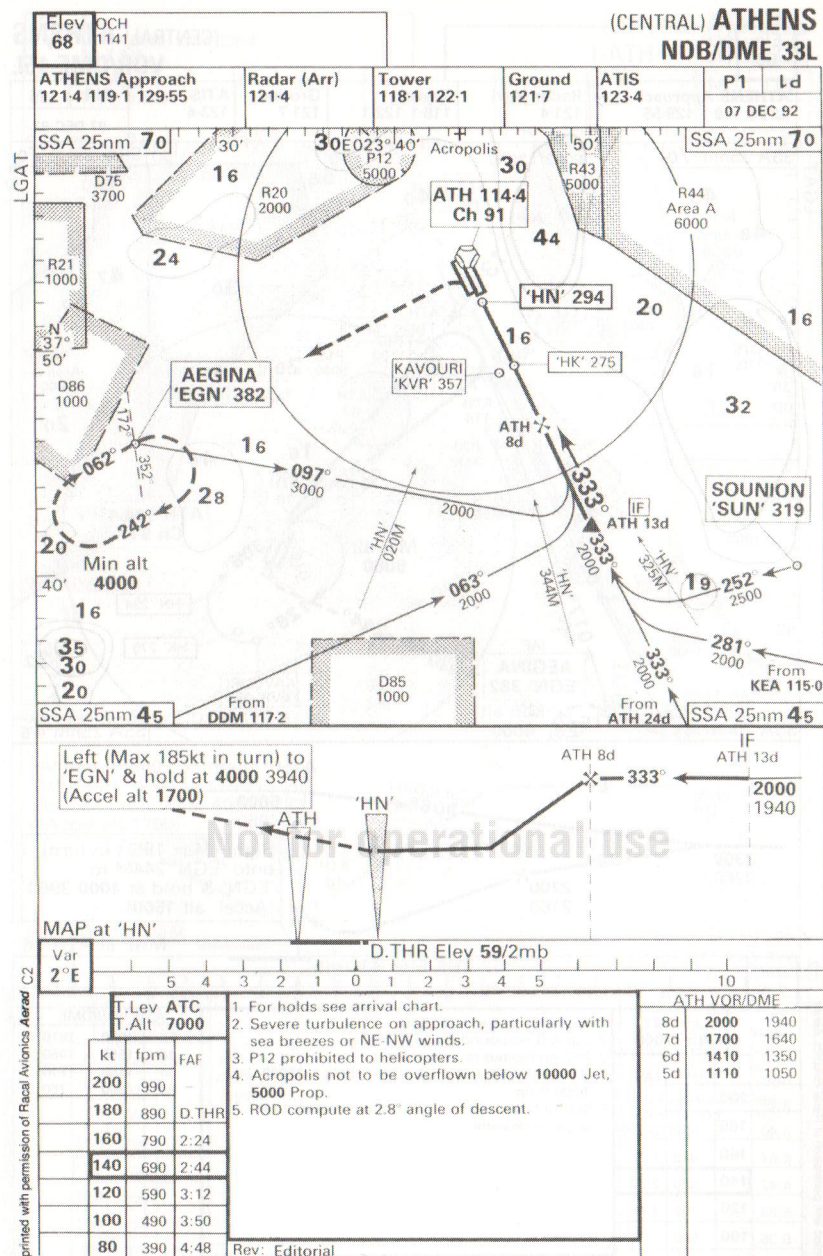 Elev 68
OCH 1141
(CENTRAL) ATHENS
NDB/DME 33L
ATHENS Approach
121·4 119·1 129·55
Radar (Arr)
121·4
Tower
118·1 122·1
Ground
121·7
ATIS
123·4
P1
07 DEC 92
LGAT
SSA 25nm 70
30'
30
E023° 40'
50'
SSA 25nm 70
D75
3700
16
R20
2000
P12
5000
Acropolis
30
R43
5000
ATH 114·4
Ch 91
R44
Area A
6000
44
24
R21
1000
'HN' 294
20
16
N
37°
50'
16
'HK' 275
KAVOURI
'KVR' 357
AEGINA
'EGN' 382
D86
1000
32
172°
352°
ATH
8d
062°
16
097°
3000
28
242°
2000
333°
IF
ATH 13d
SOUNION
'SUN' 319
20
Min alt
4000
'HN'
020M
333°
2000
'HN'
325M
40'
063°
2000
'HN'
344M
19
252°
2500
16
35
30
20
281°
2000
D85
1000
333°
2000
From
KEA 115·0
From
DDM 117·2
From
ATH 24d
SSA 25nm 45
SSA 25nm 45
Left (Max 185kt in turn) to
'EGN' & hold at 4000 3940
(Accel alt 1700)
ATH 8d
IF
ATH 13d
333°
2000
1940
ATH
'HN'
Not for operational use
MAP at 'HN'
D.THR Elev 59/2mb
Var
2°E
5 4 3 2 1 0 1 2 3 4 5 10
T.Lev ATC
T.Alt 7000
kt fpm FAF
200 990 –
180 890 D.THR
160 790 2:24
140 690 2:44
120 590 3:12
100 490 3:50
80 390 4:48
1. For holds see arrival chart.
2. Severe turbulence on approach, particularly with
sea breezes or NE-NW winds.
3. P12 prohibited to helicopters.
4. Acropolis not to be overflown below 10000 Jet,
5000 Prop.
5. ROD compute at 2.8° angle of descent.
Rev: Editorial
ATH VOR/DME
8d 2000 1940
7d 1700 1640
6d 1410 1350
5d 1110 1050
printed with permission of Racal Avionics Aerad C2